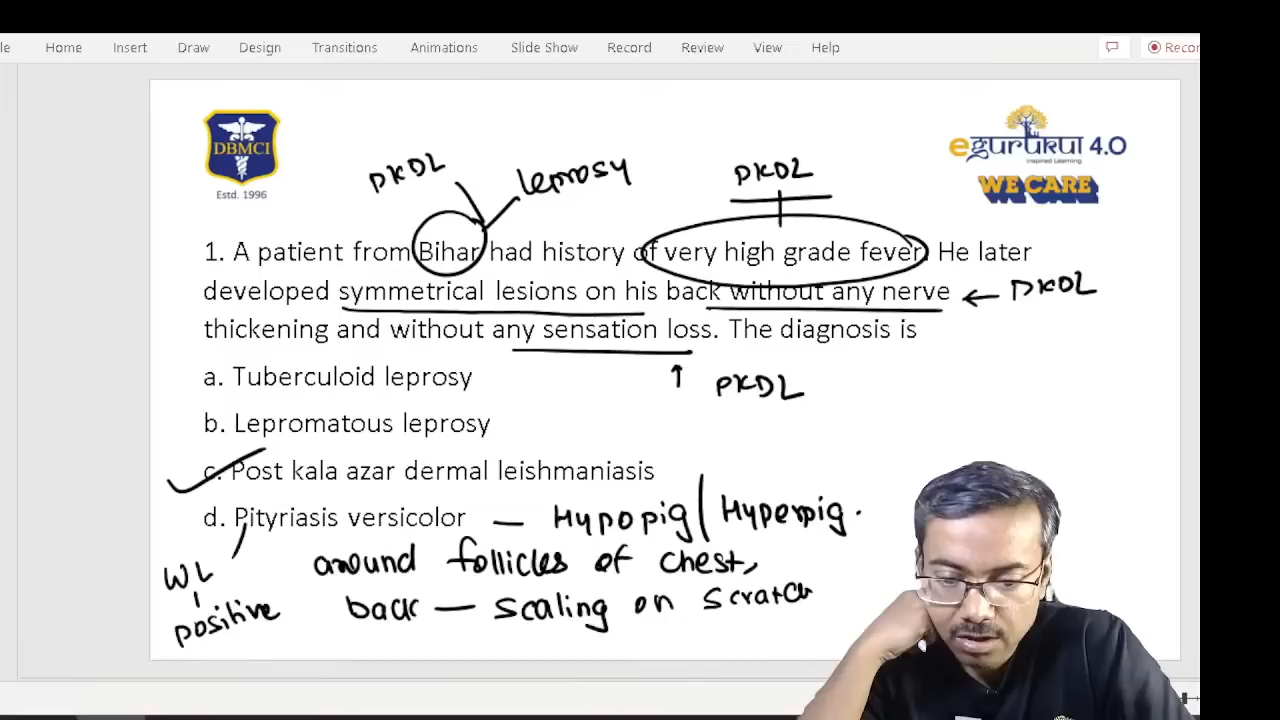 le Home Insert Draw Design Transitions Animations Slide Show Record Review View Help Recor
DBMCI
Estd. 1996
egurukul 4.0
Inspired Learning
WE CARE
PKDL leprosy PKDL
1. A patient from Bihar had history of very high grade fever. He later
developed symmetrical lesions on his back without any nerve ← PKDL
thickening and without any sensation loss. The diagnosis is
a. Tuberculoid leprosy
↑ PKDL
b. Lepromatous leprosy
c. Post kala azar dermal leishmaniasis
d. Pityriasis versicolor — Hypopig / Hyperpig.
around follicles of chest,
WL
back — scaling on scratch
positive